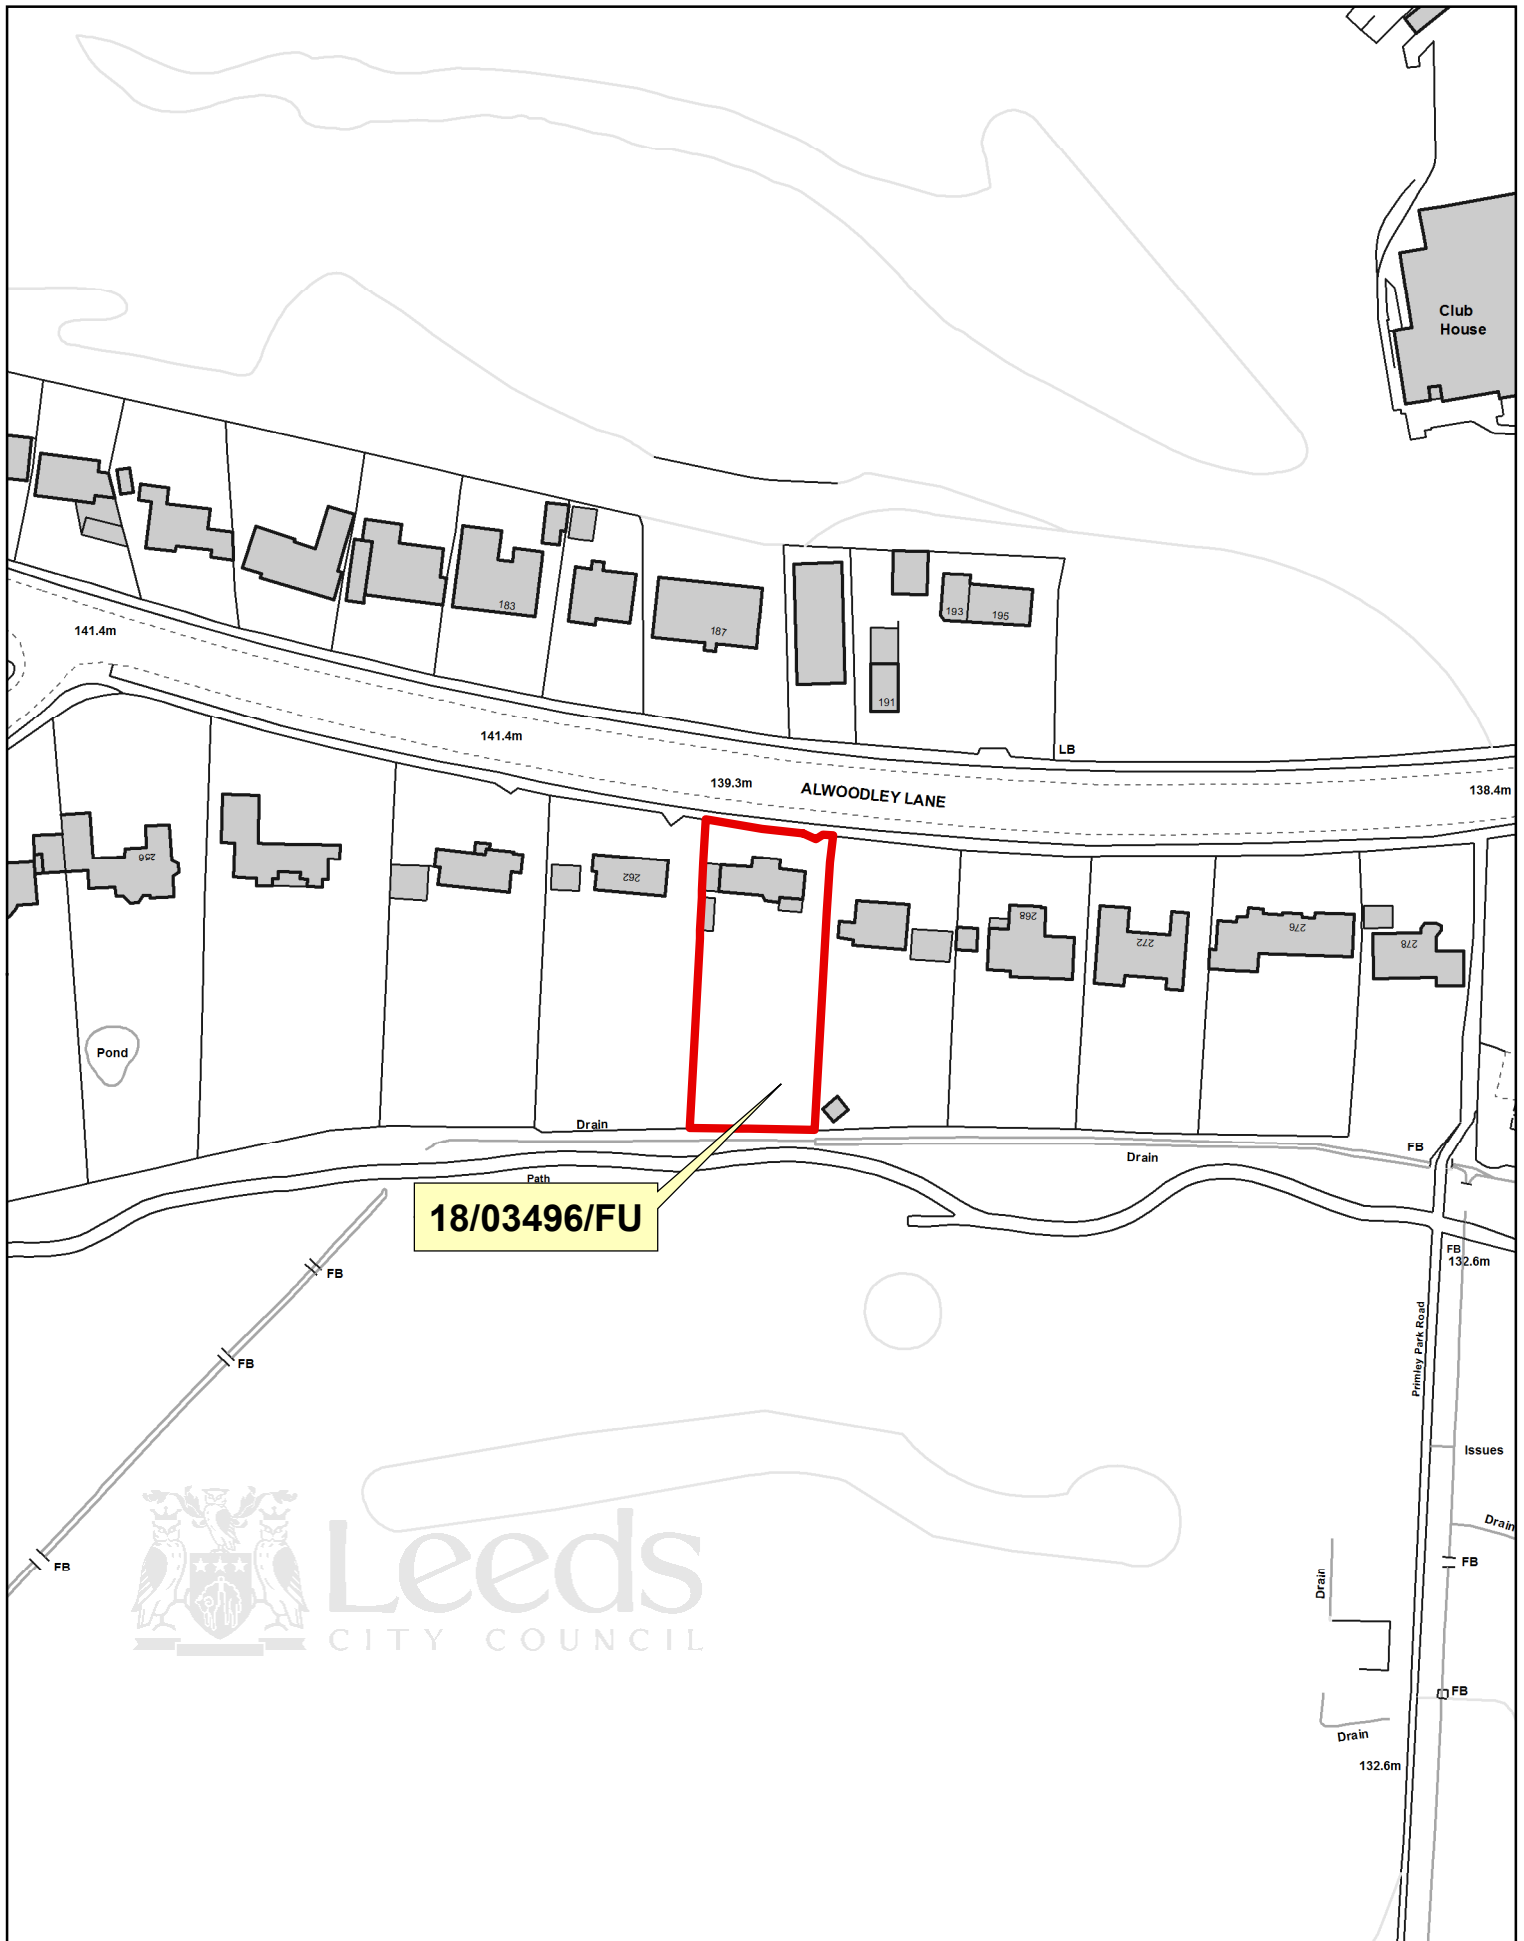 Club
House
183
187
193
195
191
141.4m
141.4m
LB
139.3m
ALWOODLEY LANE
138.4m
256
262
268
272
276
278
Pond
Drain
Drain
FB
Path
18/03496/FU
FB
132.6m
FB
FB
Primley Park Road
Issues
Drain
FB
FB
Drain
Leeds
CITY COUNCIL
FB
Drain
132.6m